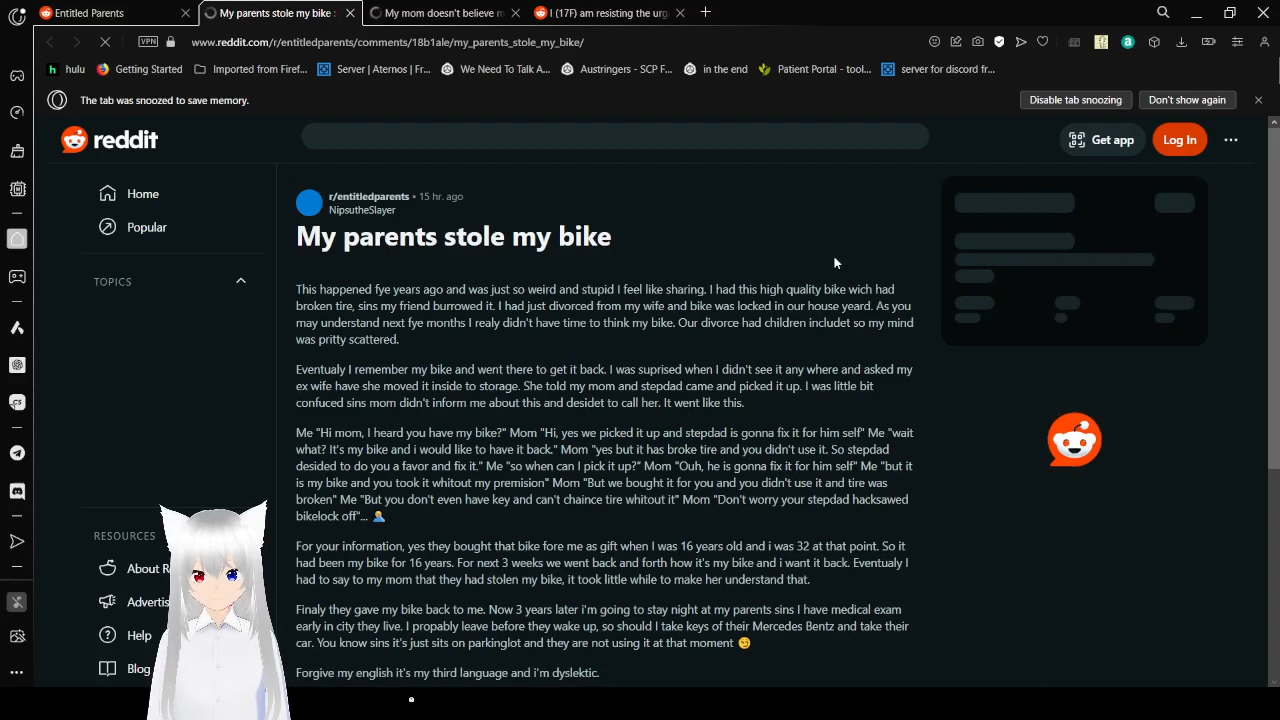 Entitled Parents
My parents stole my bike :
My mom doesn't believe m
I (17F) am resisting the urg
VPN
www.reddit.com/r/entitledparents/comments/18b1ale/my_parents_stole_my_bike/
hulu
Getting Started
Imported from Firef...
Server | Aternos | Fr...
We Need To Talk A...
Austringers - SCP F...
in the end
Patient Portal - tool...
server for discord fr...
The tab was snoozed to save memory.
Disable tab snoozing
Don't show again
reddit
Get app
Log In
Home
Popular
TOPICS
RESOURCES
About R
Advertis
Help
Blog
r/entitledparents • 15 hr. ago
NipsutheSlayer
My parents stole my bike
This happened fye years ago and was just so weird and stupid I feel like sharing. I had this high quality bike wich had
broken tire, sins my friend burrowed it. I had just divorced from my wife and bike was locked in our house yeard. As you
may understand next fye months I realy didn't have time to think my bike. Our divorce had children includet so my mind
was pritty scattered.
Eventualy I remember my bike and went there to get it back. I was suprised when I didn't see it any where and asked my
ex wife have she moved it inside to storage. She told my mom and stepdad came and picked it up. I was little bit
confuced sins mom didn't inform me about this and desidet to call her. It went like this.
Me "Hi mom, I heard you have my bike?" Mom "Hi, yes we picked it up and stepdad is gonna fix it for him self" Me "wait
what? It's my bike and i would like to have it back." Mom "yes but it has broke tire and you didn't use it. So stepdad
desided to do you a favor and fix it." Me "so when can I pick it up?" Mom "Ouh, he is gonna fix it for him self" Me "but it
is my bike and you took it whitout my premision" Mom "But we bought it for you and you didn't use it and tire was
broken" Me "But you don't even have key and can't chaince tire whitout it" Mom "Don't worry your stepdad hacksawed
bikelock off"... 🤦‍♂️
For your information, yes they bought that bike fore me as gift when I was 16 years old and i was 32 at that point. So it
had been my bike for 16 years. For next 3 weeks we went back and forth how it's my bike and i want it back. Eventualy I
had to say to my mom that they had stolen my bike, it took little while to make her understand that.
Finaly they gave my bike back to me. Now 3 years later i'm going to stay night at my parents sins I have medical exam
early in city they live. I propably leave before they wake up, so should I take keys of their Mercedes Bentz and take their
car. You know sins it's just sits on parkinglot and they are not using it at that moment 😏
Forgive my english it's my third language and i'm dyslektic.